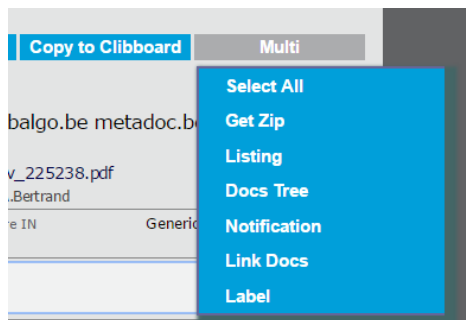 Copy to Clibboard
Multi
Select All
balgo.be metadoc.b
Get Zip
Listing
v_225238.pdf
Docs Tree
.Bertrand
e IN
Generic
Notification
Link Docs
Label